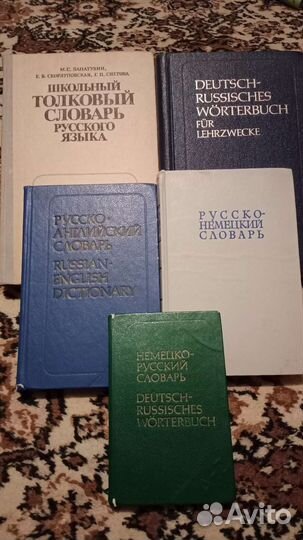 М.С. ЛАПАТУХИН,
Е.В. СКОРЛУПОВСКАЯ, Г.П. СНЕТОВА
ШКОЛЬНЫЙ
ТОЛКОВЫЙ
СЛОВАРЬ
РУССКОГО
ЯЗЫКА
DEUTSCH-
RUSSISCHES
WÖRTERBUCH
FÜR
LEHRZWECKE
РУССКО-
АНГЛИЙСКИЙ
СЛОВАРЬ
RUSSIAN-
ENGLISH
DICTIONARY
РУССКО-
НЕМЕЦКИЙ
СЛОВАРЬ
НЕМЕЦКО-
РУССКИЙ
СЛОВАРЬ
DEUTSCH-
RUSSISCHES
WÖRTERBUCH
Avito